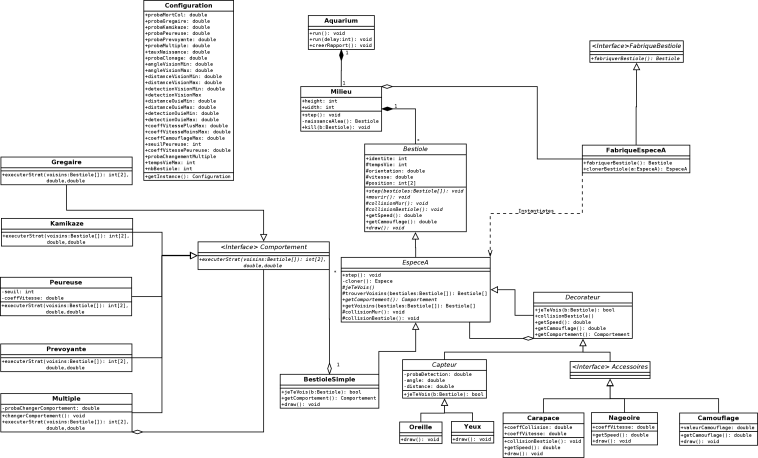 Configuration
+probaMortCol: double
+probaGregaire: double
+probaKamikaze: double
+probaPeureuse: double
+probaPrevoyante: double
+probaMultiple: double
+tauxNaissance: double
+probaClonage: double
+angleVisionMin: double
+angleVisionMax: double
+distanceVisionMin: double
+distanceVisionMax: double
+detectionVisionMin: double
+detectionVisionMax
+distanceOuieMin: double
+distanceOuieMax: double
+detectionOuieMin: double
+detectionOuieMax: double
+coeffVitessePlusMax: double
+coeffVitesseMoinsMax: double
+coeffCamouflageMax: double
+seuilPeureuse: int
+coeffVitessePeureuse: double
+probaChangementMultiple
+tempsVieMax: int
+nbBestiole: int
+getInstance(): Configuration
Aquarium
+run(): void
+run(delay:int): void
+creerRapport(): void
1
1
Milieu
+height: int
+width: int
+step(): void
-naissanceAlea(): Bestiole
+kill(b:Bestiole): void
1
*
<Interface>FabriqueBestiole
+fabriquerBestiole(): Bestiole
FabriqueEspeceA
+fabriquerBestiole(): Bestiole
+clonerBestiole(a:EspeceA): EspeceA
Instantiates
Bestiole
+identite: int
#tempsVie: int
#orientation: double
#vitesse: double
#position: int[2]
+step(bestioles:Bestiole[]): void
+mourir(): void
#collisionMur(): void
#collisionBestiole(): void
+getSpeed(): double
+getCamouflage(): double
+draw(): void
Gregaire
+executerStrat(voisins:Bestiole[]): int[2],
double,double
Kamikaze
+executerStrat(voisins:Bestiole[]): int[2],
double,double
Peureuse
-seuil: int
-coeffVitesse: double
+executerStrat(voisins:Bestiole[]): int[2],
double,double
Prevoyante
+executerStrat(voisins:Bestiole[]): int[2],
double,double
Multiple
-probaChangerComportement: double
+changerComportement(): void
+executerStrat(voisins:Bestiole[]): int[2],
double,double
<Interface> Comportement
+executerStrat(voisins:Bestiole[]): int[2],
double,double
*
1
EspeceA
+step(): void
-cloner(): Espece
#jeTeVois()
#trouverVoisins(bestioles:Bestiole[]): Bestiole[]
+getComportement(): Comportement
+getVoisins(bestioles:Bestiole[]): Bestiole[]
#collisionMur(): void
#collisionBestiole(): void
BestioleSimple
+jeTeVois(b:Bestiole): bool
+getComportement(): Comportement
+draw(): void
Decorateur
+jeTeVois(b:Bestiole): bool
+collisionBestiole()
+getSpeed(): double
+getCamouflage(): double
+getComportement(): Comportement
Capteur
-probaDetection: double
-angle: double
-distance: double
+jeTeVois(b:Bestiole): bool
<Interface> Accessoires
Oreille
+draw(): void
Yeux
+draw(): void
Carapace
+coeffCollision: double
+coeffVitesse: double
+collisionBestiole(): void
+getSpeed(): double
+draw(): void
Nageoire
+coeffVitesse: double
+getSpeed(): double
+draw(): void
Camouflage
+valeurCamouflage: double
+getCamouflage(): double
+draw(): void